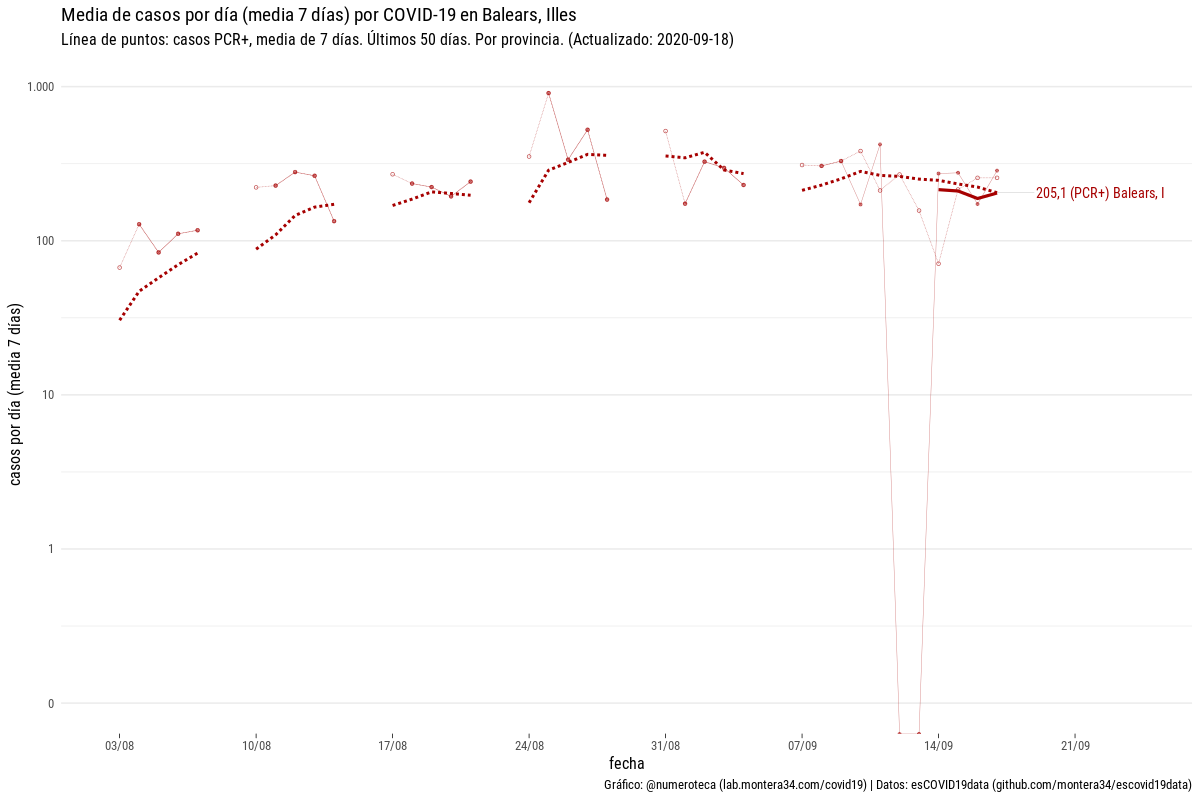 Media de casos por día (media 7 días) por COVID-19 en Balears, Illes
Línea de puntos: casos PCR+, media de 7 días. Últimos 50 días. Por provincia. (Actualizado: 2020-09-18)
casos por día (media 7 días)
1.000
100
10
1
0
205,1 (PCR+) Balears, I
03/08
10/08
17/08
24/08
31/08
07/09
14/09
21/09
fecha
Gráfico: @numeroteca (lab.montera34.com/covid19) | Datos: esCOVID19data (github.com/montera34/escovid19data)